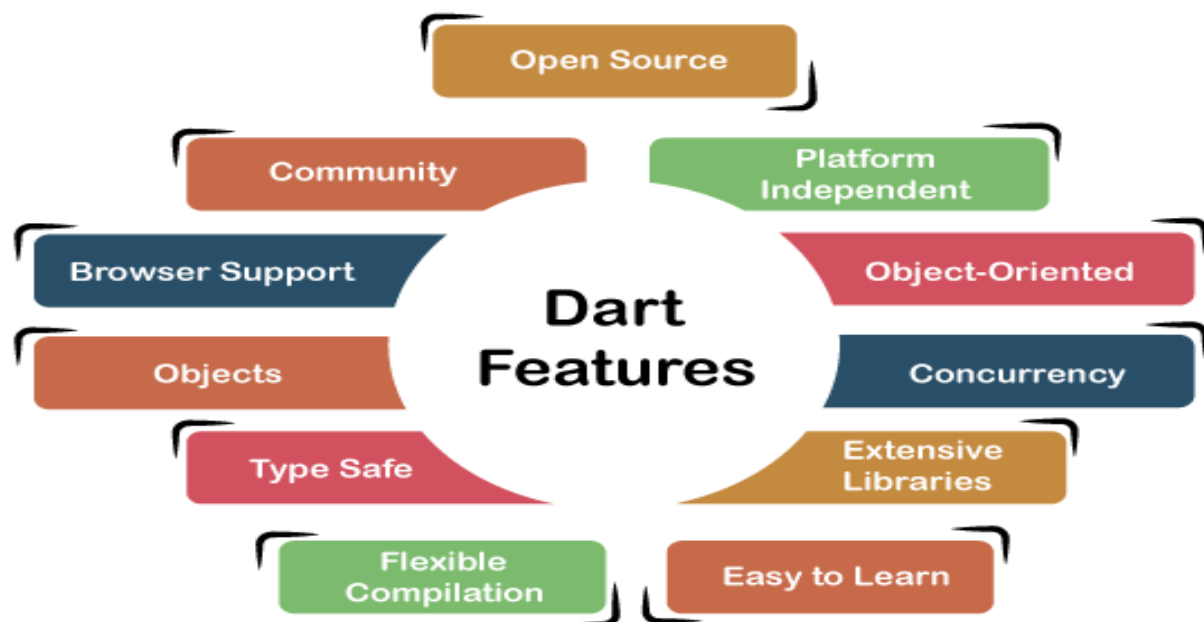 Open Source
Community
Platform
Independent
Browser Support
Object-Oriented
Dart
Features
Objects
Concurrency
Type Safe
Extensive
Libraries
Flexible
Compilation
Easy to Learn